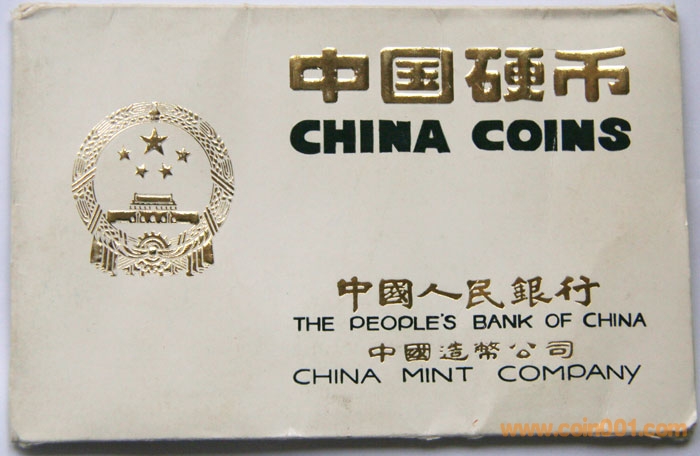 中国硬币
CHINA COINS
中國人民銀行
THE PEOPLE'S BANK OF CHINA
中國造幣公司
CHINA MINT COMPANY
www.coin001.com